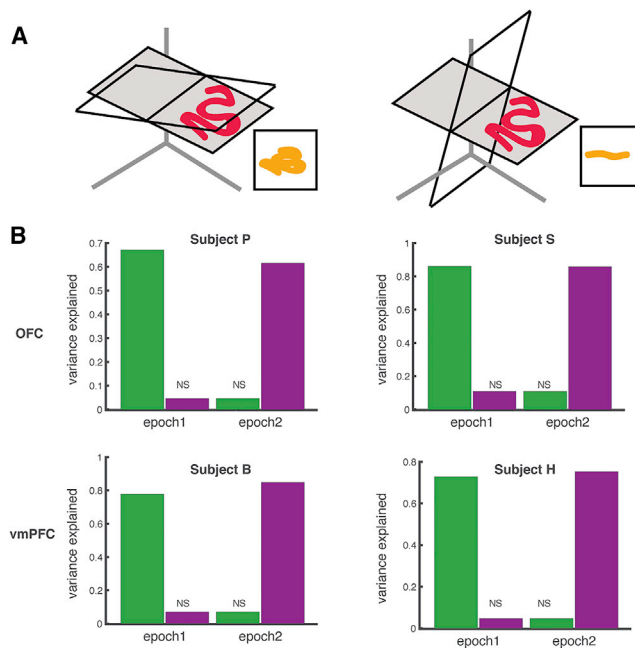 A
B
Subject P
Subject S
OFC
variance explained
0.7
0.6
0.5
0.4
0.3
0.2
0.1
0
NS
NS
epoch1
epoch2
variance explained
1
0.8
0.6
0.4
0.2
0
NS
NS
epoch1
epoch2
Subject B
Subject H
vmPFC
variance explained
1
0.8
0.6
0.4
0.2
0
NS
NS
epoch1
epoch2
variance explained
0.8
0.6
0.4
0.2
0
NS
NS
epoch1
epoch2